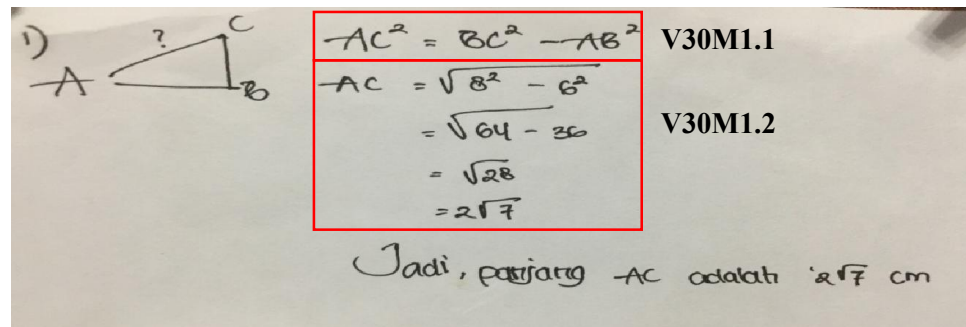 1)
?
C
A
B
AC² = BC² - AB² V30M1.1
AC = √8² - 6²
= √64 - 36 V30M1.2
= √28
= 2√7
Jadi, panjang AC adalah 2√7 cm